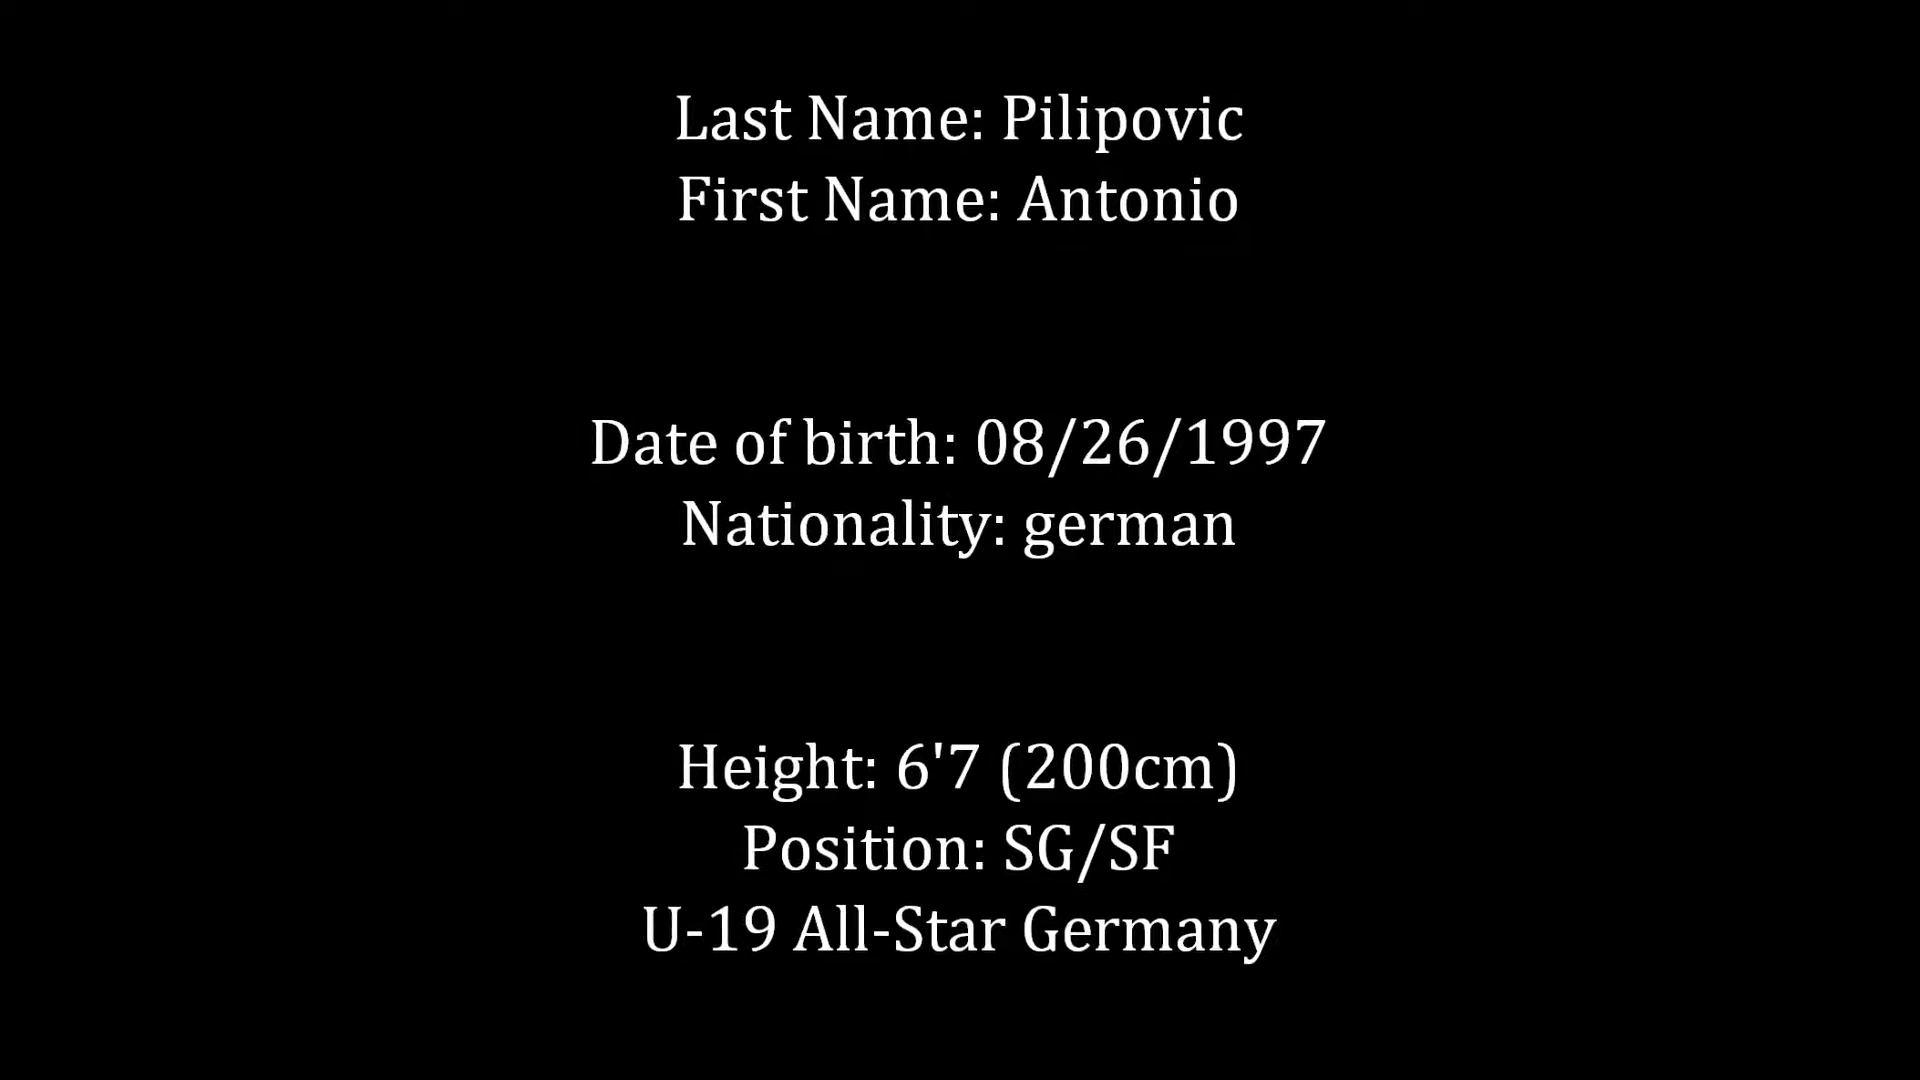 Last Name: Pilipovic
First Name: Antonio
Date of birth: 08/26/1997
Nationality: german
Height: 6'7 (200cm)
Position: SG/SF
U-19 All-Star Germany